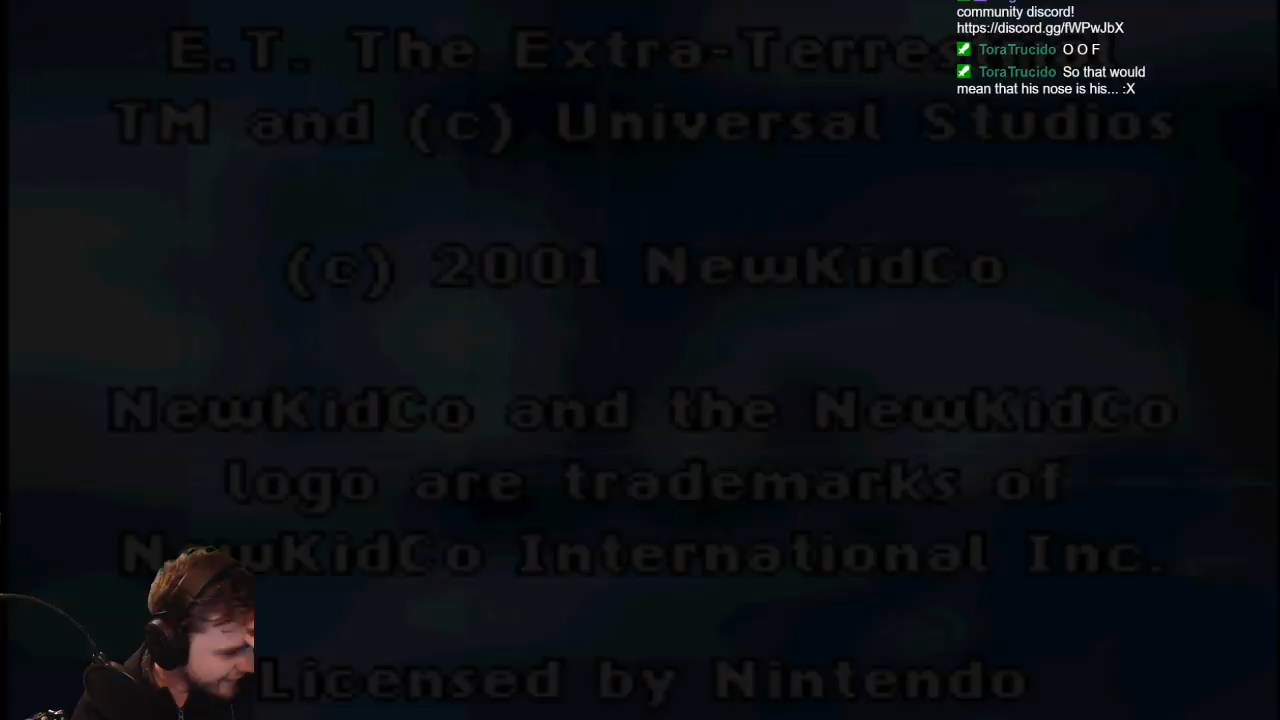 community discord!
https://discord.gg/fWPwJbX
ToraTrucido O O F
ToraTrucido So that would
mean that his nose is his... :X
E.T. The Extra-Terrestrial
TM and (c) Universal Studios
(c) 2001 NewKidCo
NewKidCo and the NewKidCo
logo are trademarks of
NewKidCo International Inc.
Licensed by Nintendo